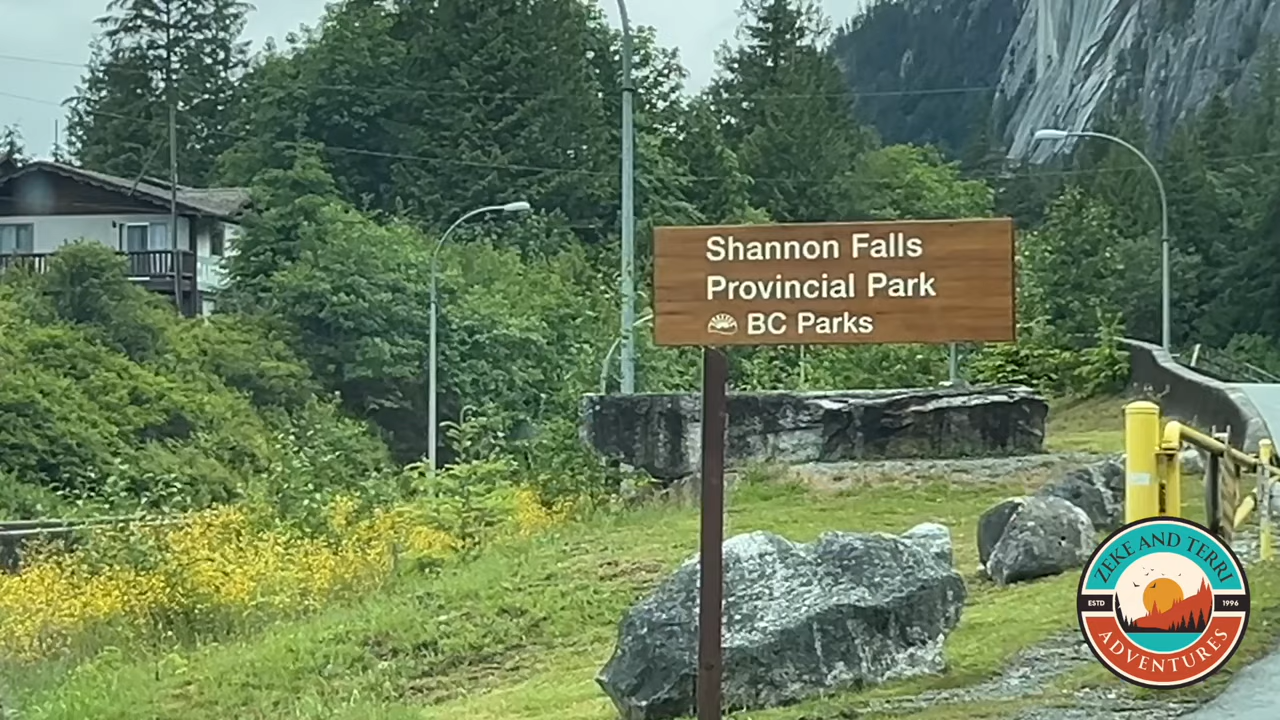 Shannon Falls
Provincial Park
BC Parks
ZEKE AND TERRI
ESTD 1996
ADVENTURES